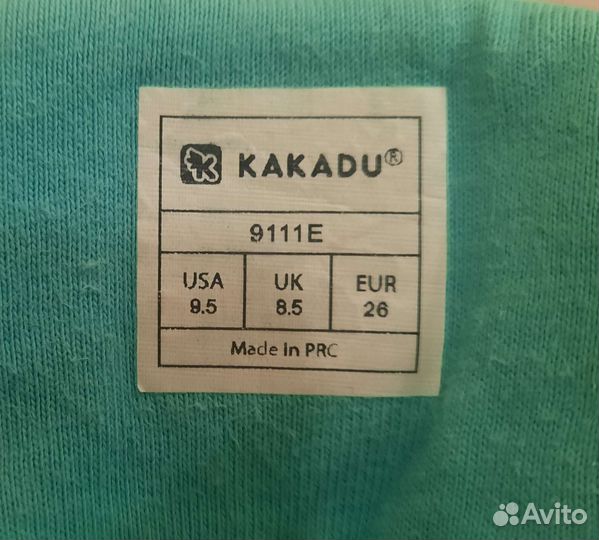 KAKADU®
9111E
USA UK EUR
9.5 8.5 26
Made in PRC
Avito